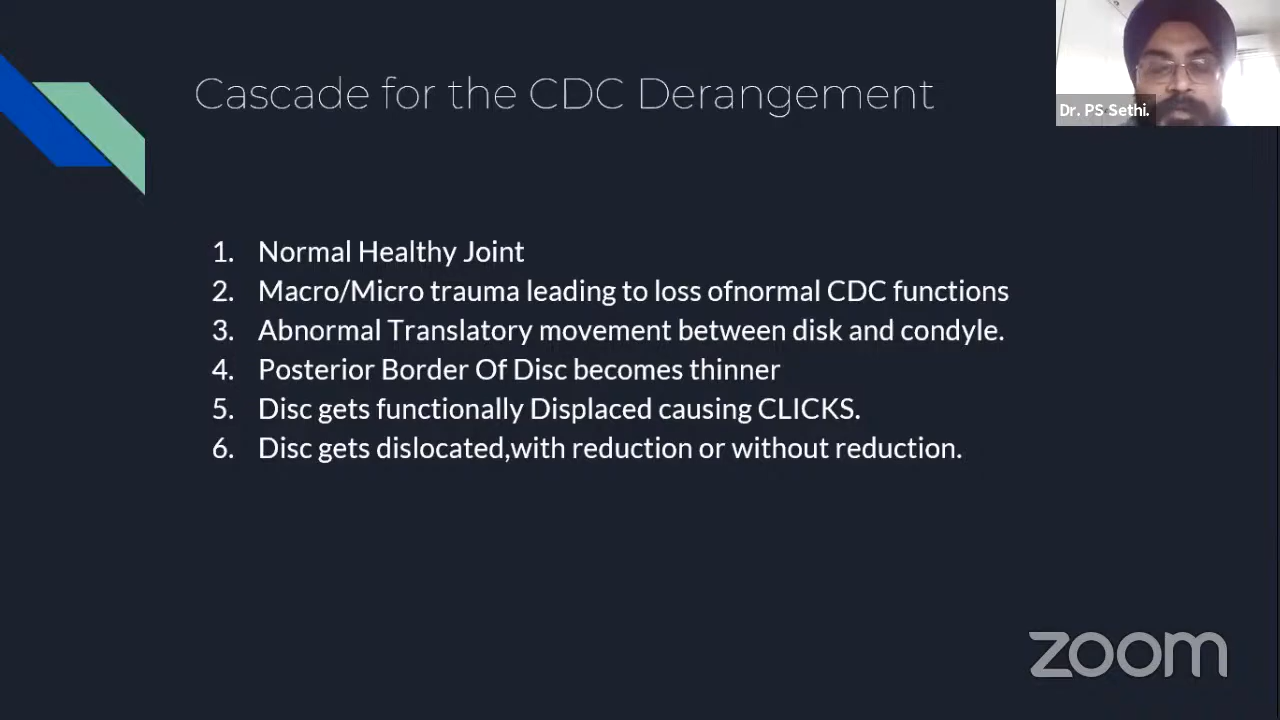 Cascade for the CDC Derangement
Dr. PS Sethi.
1. Normal Healthy Joint
2. Macro/Micro trauma leading to loss ofnormal CDC functions
3. Abnormal Translatory movement between disk and condyle.
4. Posterior Border Of Disc becomes thinner
5. Disc gets functionally Displaced causing CLICKS.
6. Disc gets dislocated,with reduction or without reduction.
zoom